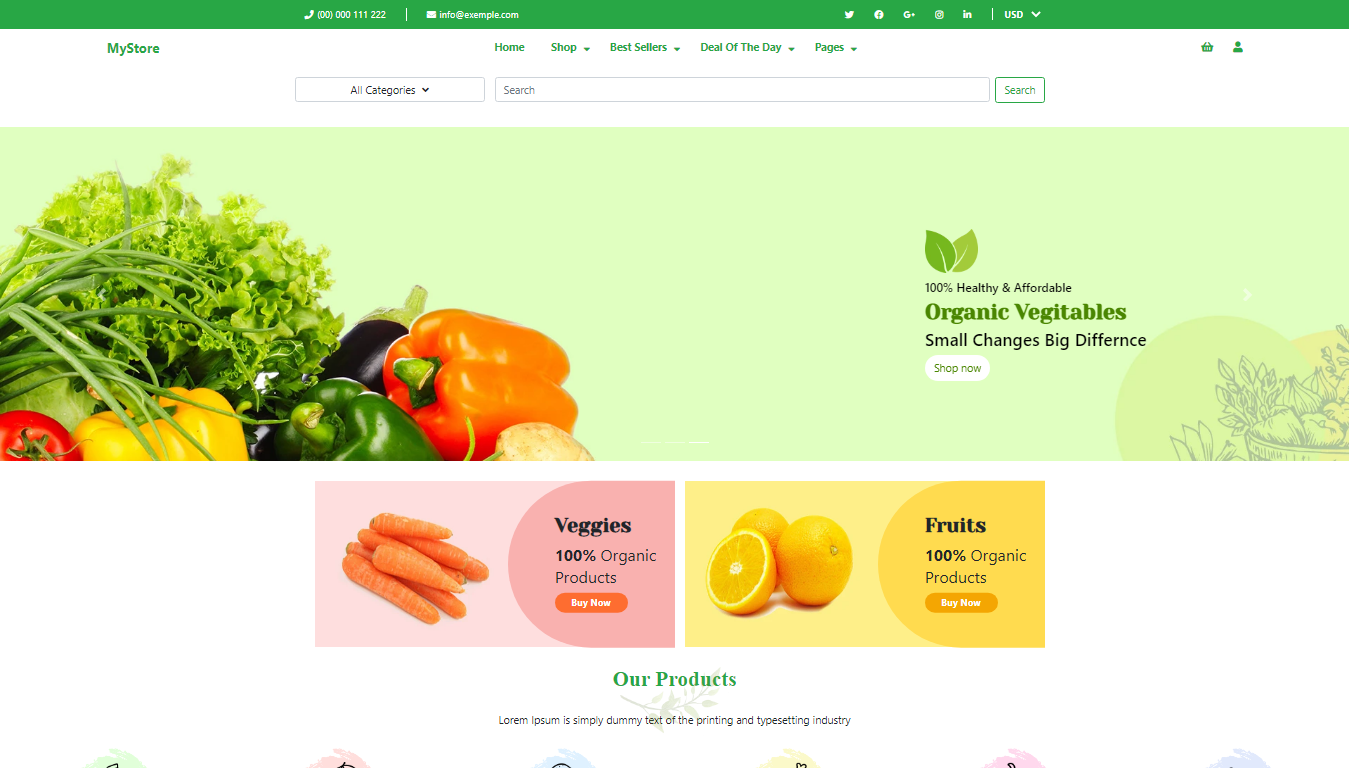 (00) 000 111 222
info@exemple.com
USD
MyStore
Home
Shop
Best Sellers
Deal Of The Day
Pages
All Categories
Search
Search
100% Healthy & Affordable
Organic Vegitables
Small Changes Big Differnce
Shop now
Veggies
100% Organic
Products
Buy Now
Fruits
100% Organic
Products
Buy Now
Our Products
Lorem Ipsum is simply dummy text of the printing and typesetting industry